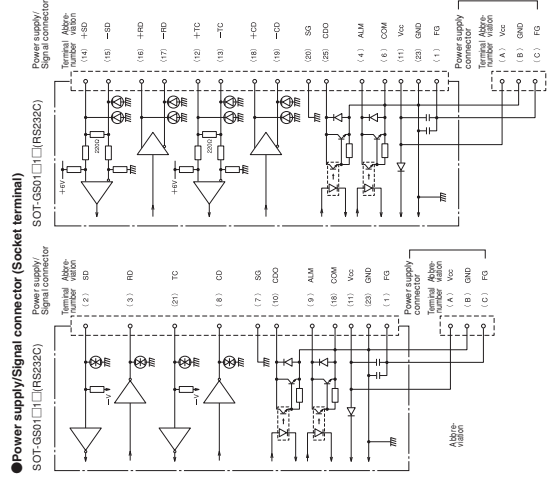 ●Power supply/Signal connector (Socket terminal)
SOT-GS01□1□(RS232C)
Power supply/
Signal connector
Terminal Abbre-
number viation
(2) SD
(3) RD
(21) TC
(8) CD
(7) SG
(10) CDO
(9) ALM
(18) COM
(11) Vcc
(23) GND
(1) FG
−V
−V
Power supply
connector
Terminal Abbre-
number viation
(A) Vcc
(B) GND
(C) FG
Abbre-
viation
SOT-GS01□1□(RS232C)
Power supply/
Signal connector
Terminal Abbre-
number viation
+6V
220Ω
(14) +SD
(15) −SD
(16) +RD
(17) −RD
+6V
220Ω
(12) +TC
(13) −TC
(18) +CD
(19) −CD
(20) SG
(25) CDO
(4) ALM
(6) COM
(11) Vcc
(23) GND
(1) FG
Power supply
connector
Terminal Abbre-
number viation
(A) Vcc
(B) GND
(C) FG